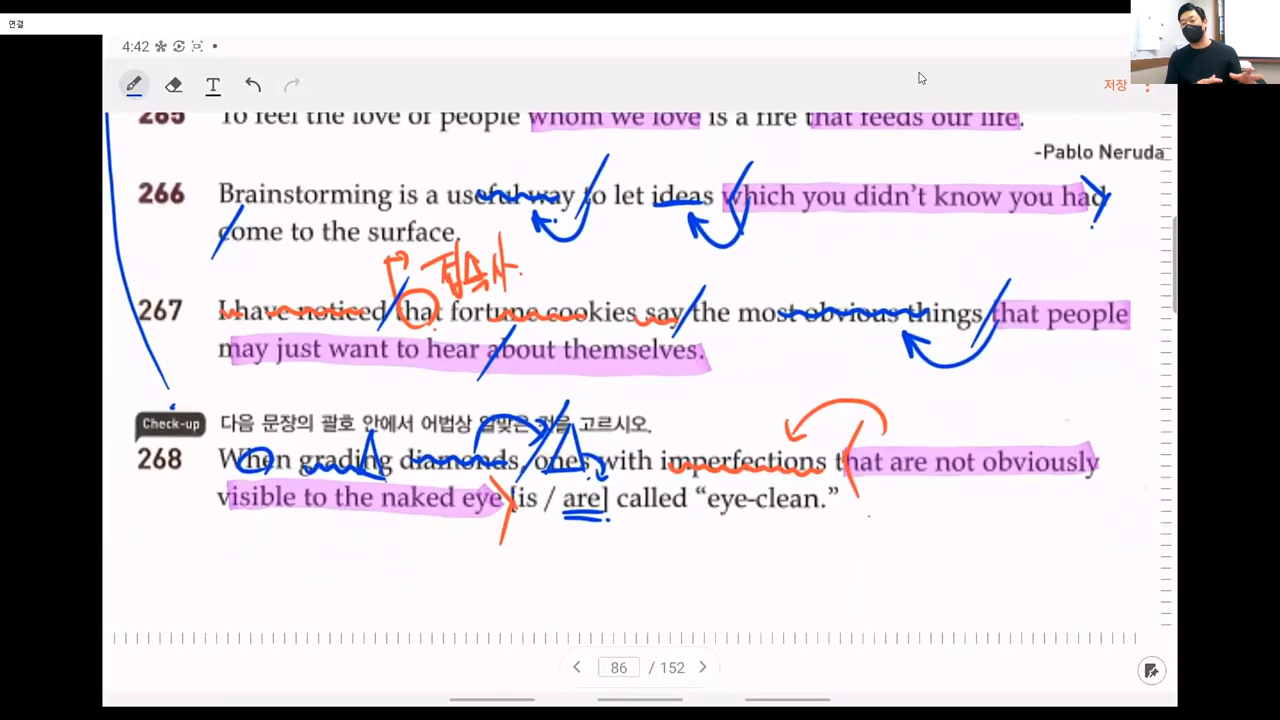 연결
4:42
저장
265 To feel the love of people whom we love is a fire that feeds our life.
-Pablo Neruda
266 Brainstorming is a useful way to let ideas which you didn't know you had
come to the surface.
접속사
267 I have noticed that fortune cookies say the most obvious things that people
may just want to hear about themselves.
Check-up 다음 문장의 괄호 안에서 어법상 알맞은 것을 고르시오.
268 When grading diamonds, ones with imperfections that are not obviously
visible to the naked eye [is / are] called "eye-clean."
86 / 152